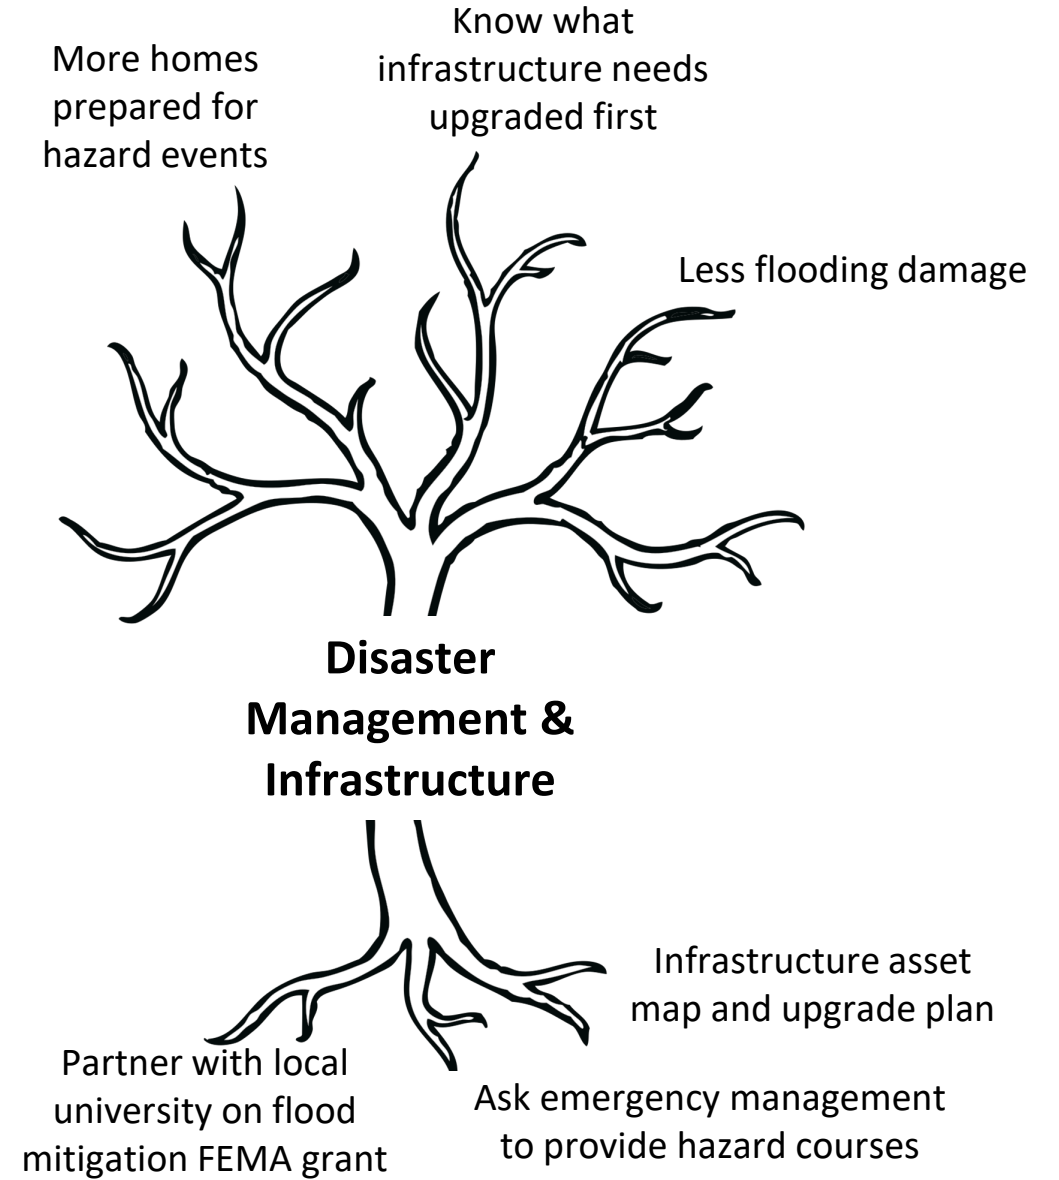 More homes
prepared for
hazard events
Know what
infrastructure needs
upgraded first
Less flooding damage
Disaster
Management &
Infrastructure
Infrastructure asset
map and upgrade plan
Partner with local
university on flood
mitigation FEMA grant
Ask emergency management
to provide hazard courses